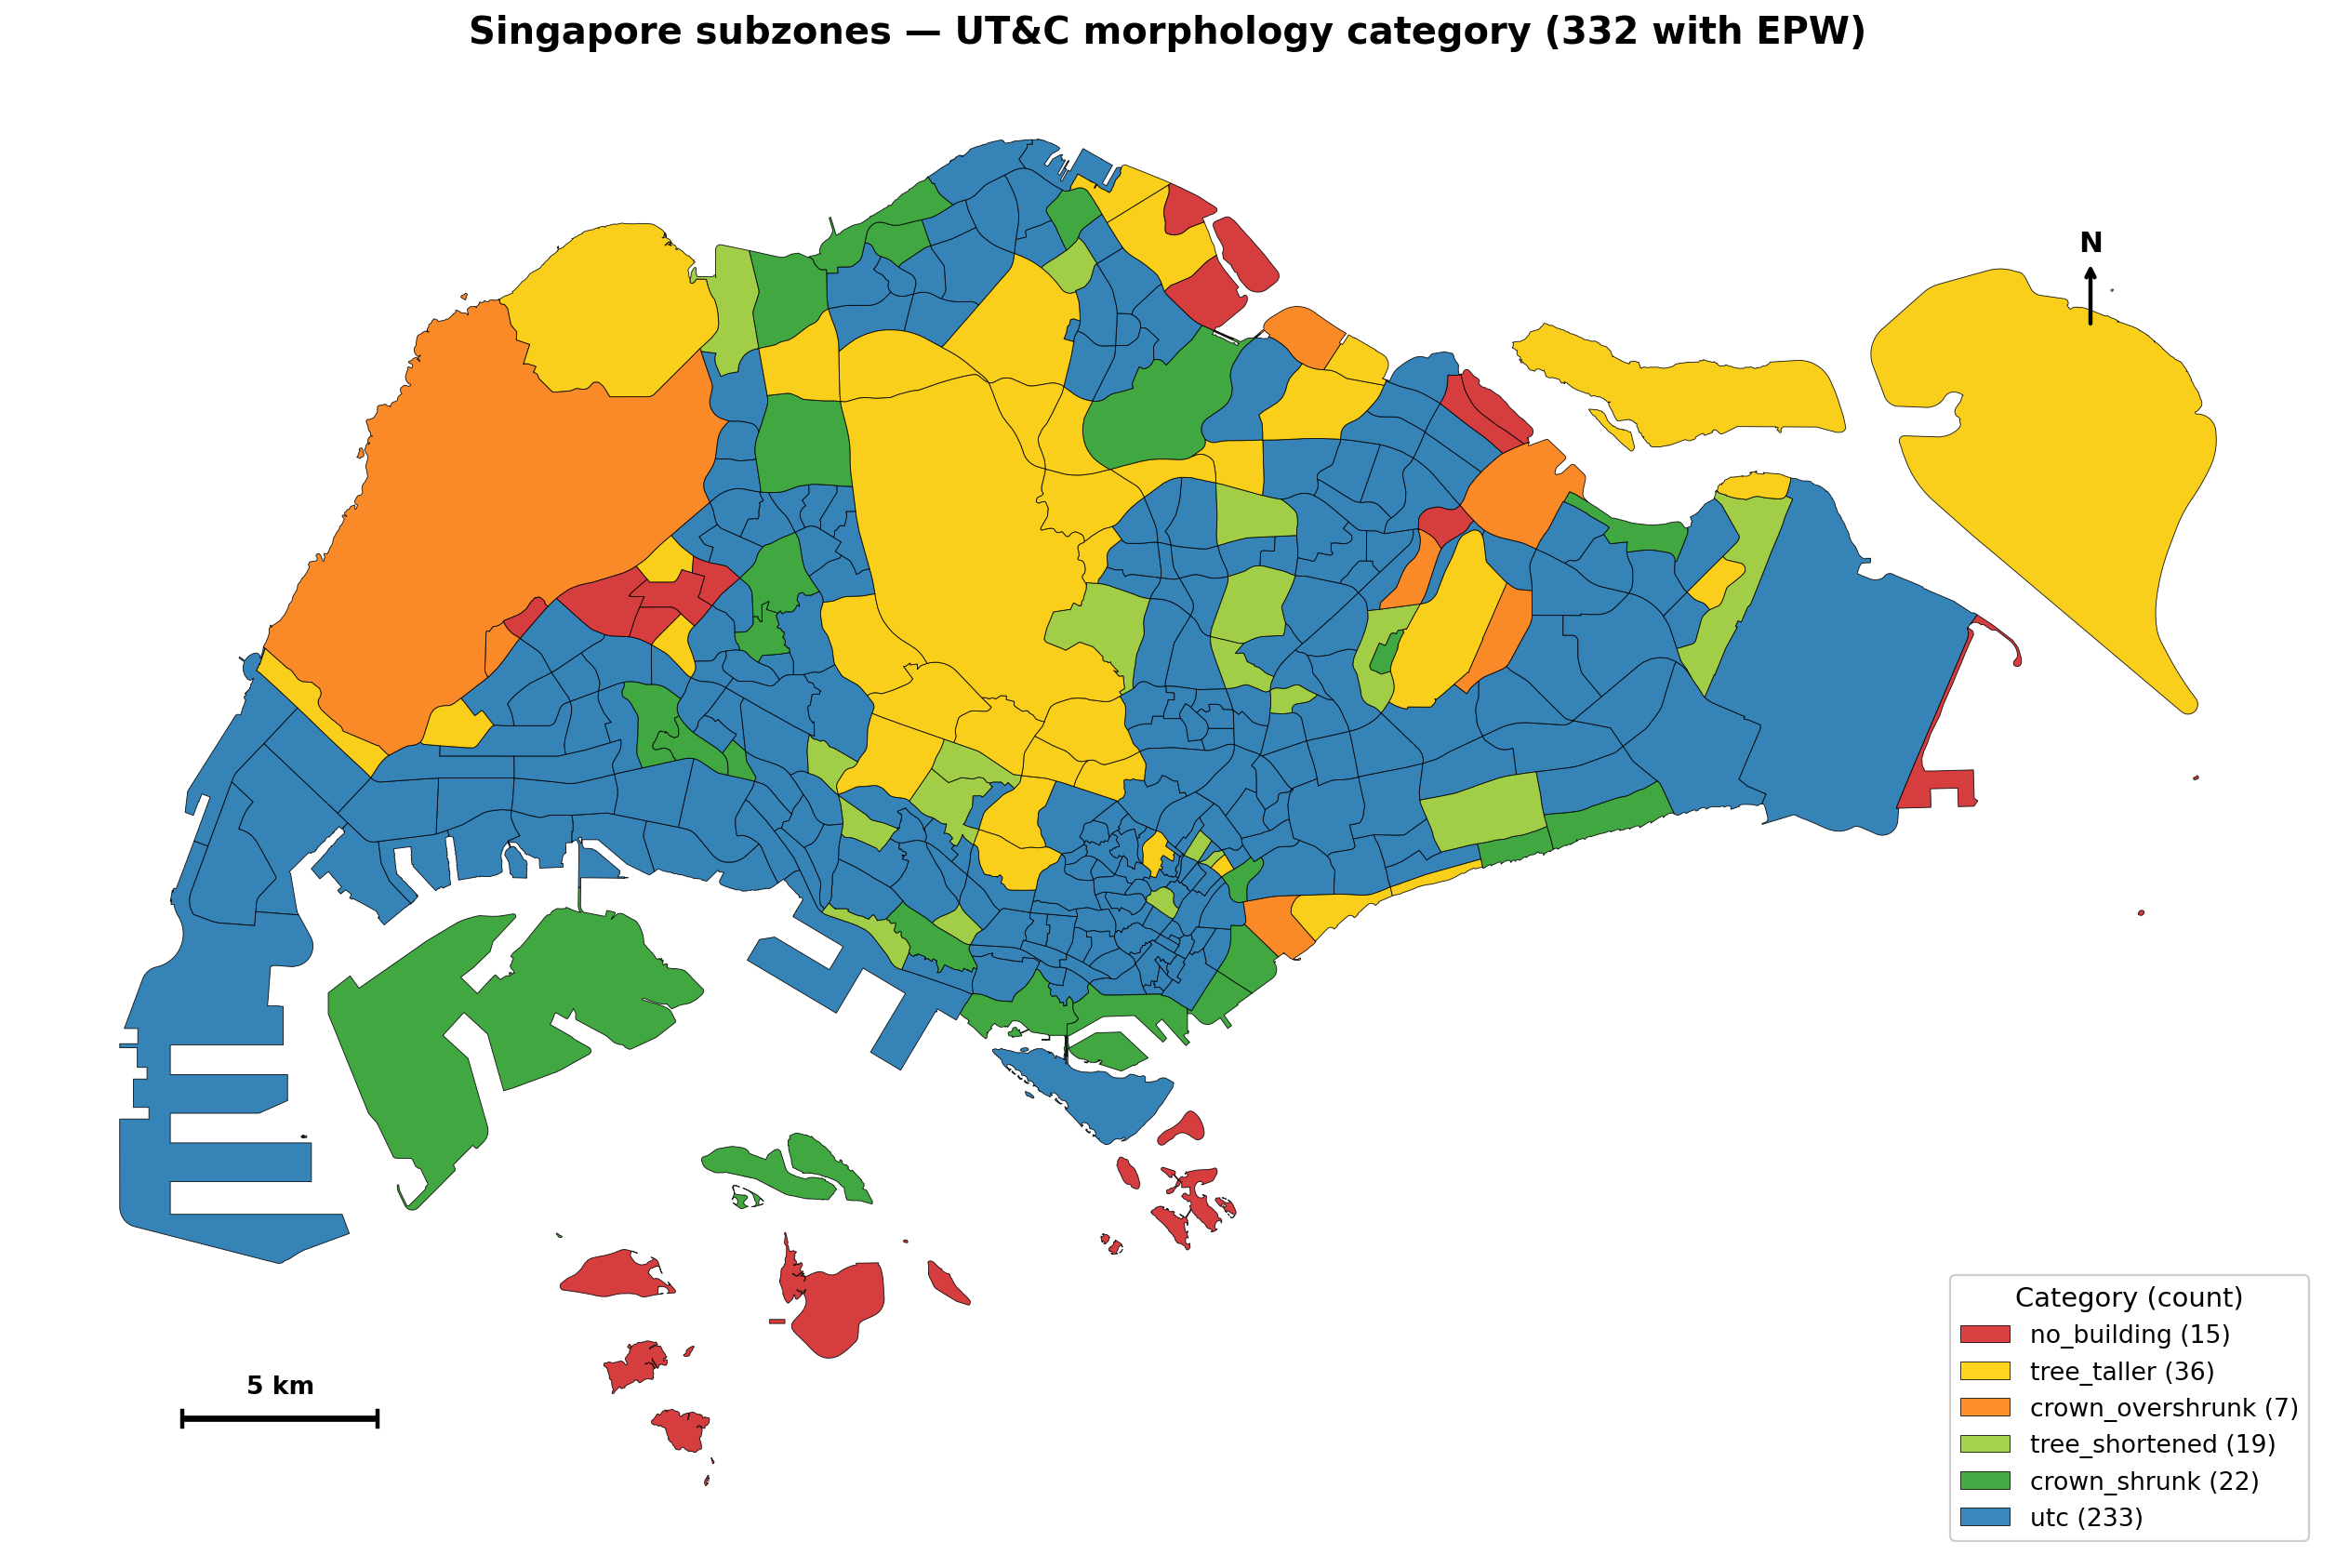 Singapore subzones — UT&C morphology category (332 with EPW)
N
5 km
Category (count)
no_building (15)
tree_taller (36)
crown_overshrunk (7)
tree_shortened (19)
crown_shrunk (22)
utc (233)